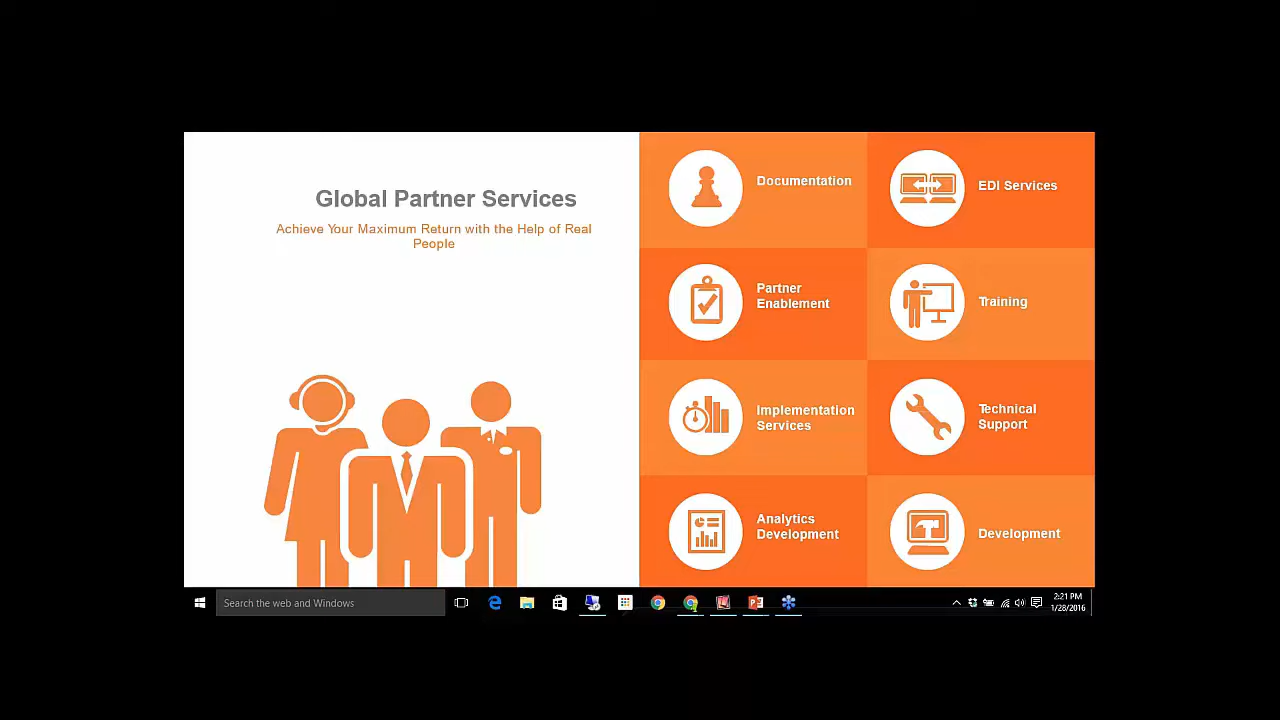 Global Partner Services
Achieve Your Maximum Return with the Help of Real
People
Documentation
EDI Services
Partner
Enablement
Training
Implementation
Services
Technical
Support
Analytics
Development
Development
Search the web and Windows
2:21 PM
1/28/2016